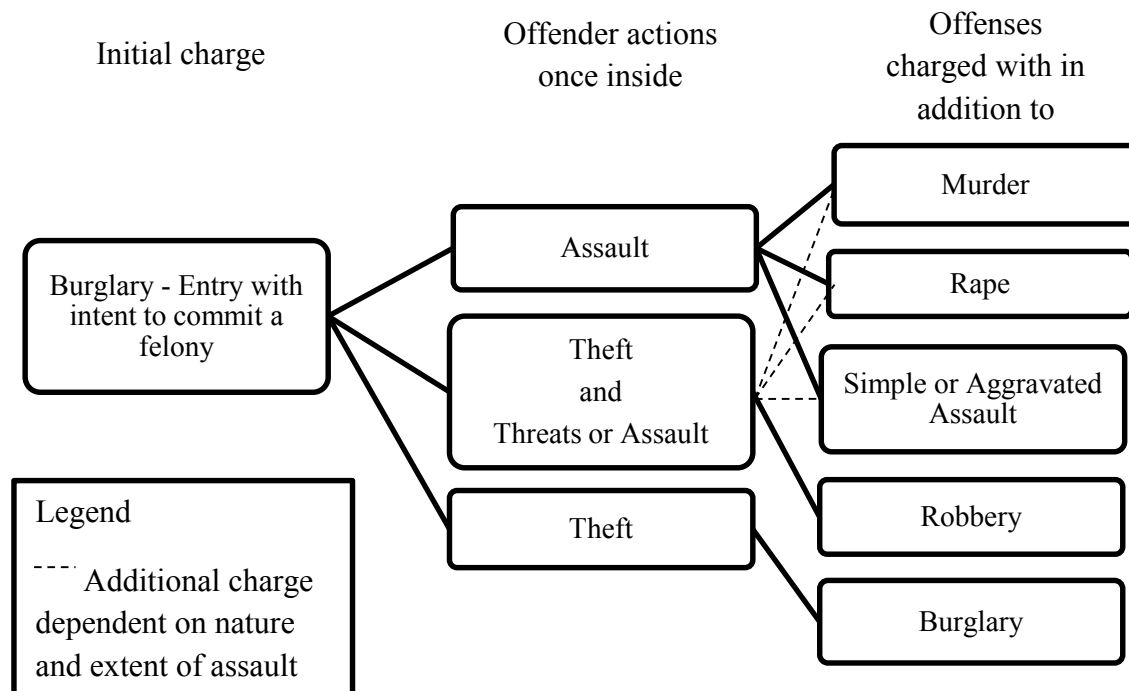 Initial charge
Offender actions
once inside
Offenses
charged with in
addition to
Burglary - Entry with
intent to commit a
felony
Assault
Theft
and
Threats or Assault
Theft
Murder
Rape
Simple or Aggravated
Assault
Robbery
Burglary
Legend
Additional charge
dependent on nature
and extent of assault